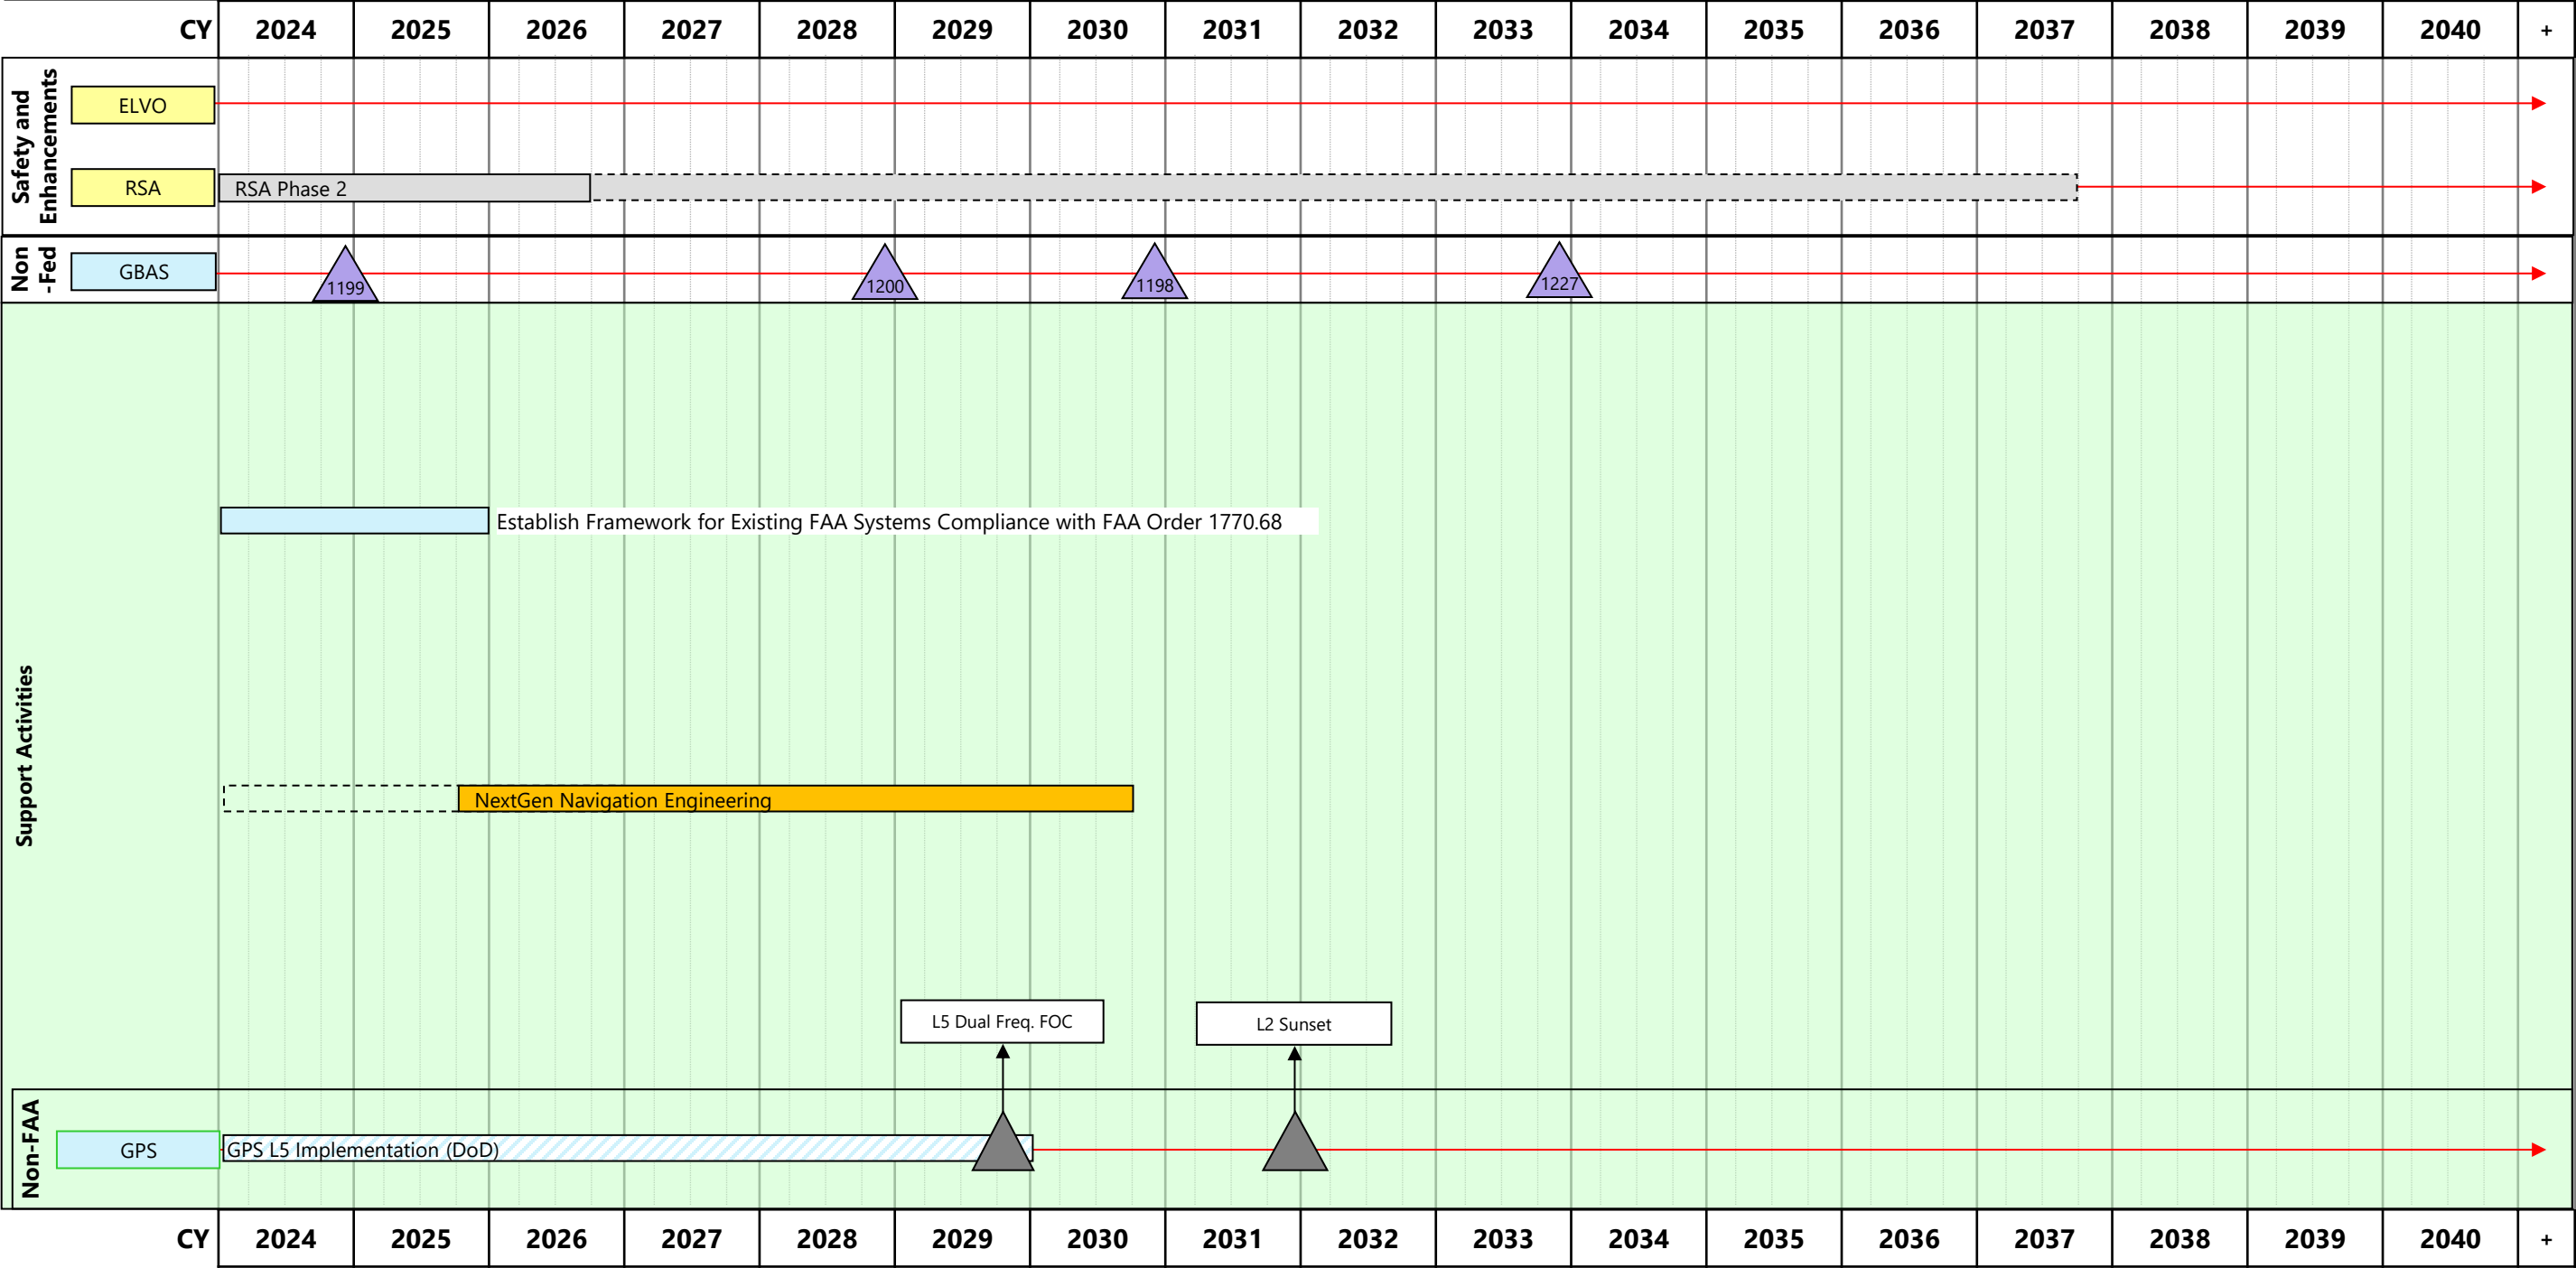 CY 2024 2025 2026 2027 2028 2029 2030 2031 2032 2033 2034 2035 2036 2037 2038 2039 2040 +
Safety and
Enhancements
ELVO
RSA
RSA Phase 2
Non
-Fed
GBAS
1199
1200
1198
1227
Support Activities
Establish Framework for Existing FAA Systems Compliance with FAA Order 1770.68
NextGen Navigation Engineering
L5 Dual Freq. FOC
L2 Sunset
Non-FAA
GPS
GPS L5 Implementation (DoD)
CY 2024 2025 2026 2027 2028 2029 2030 2031 2032 2033 2034 2035 2036 2037 2038 2039 2040 +